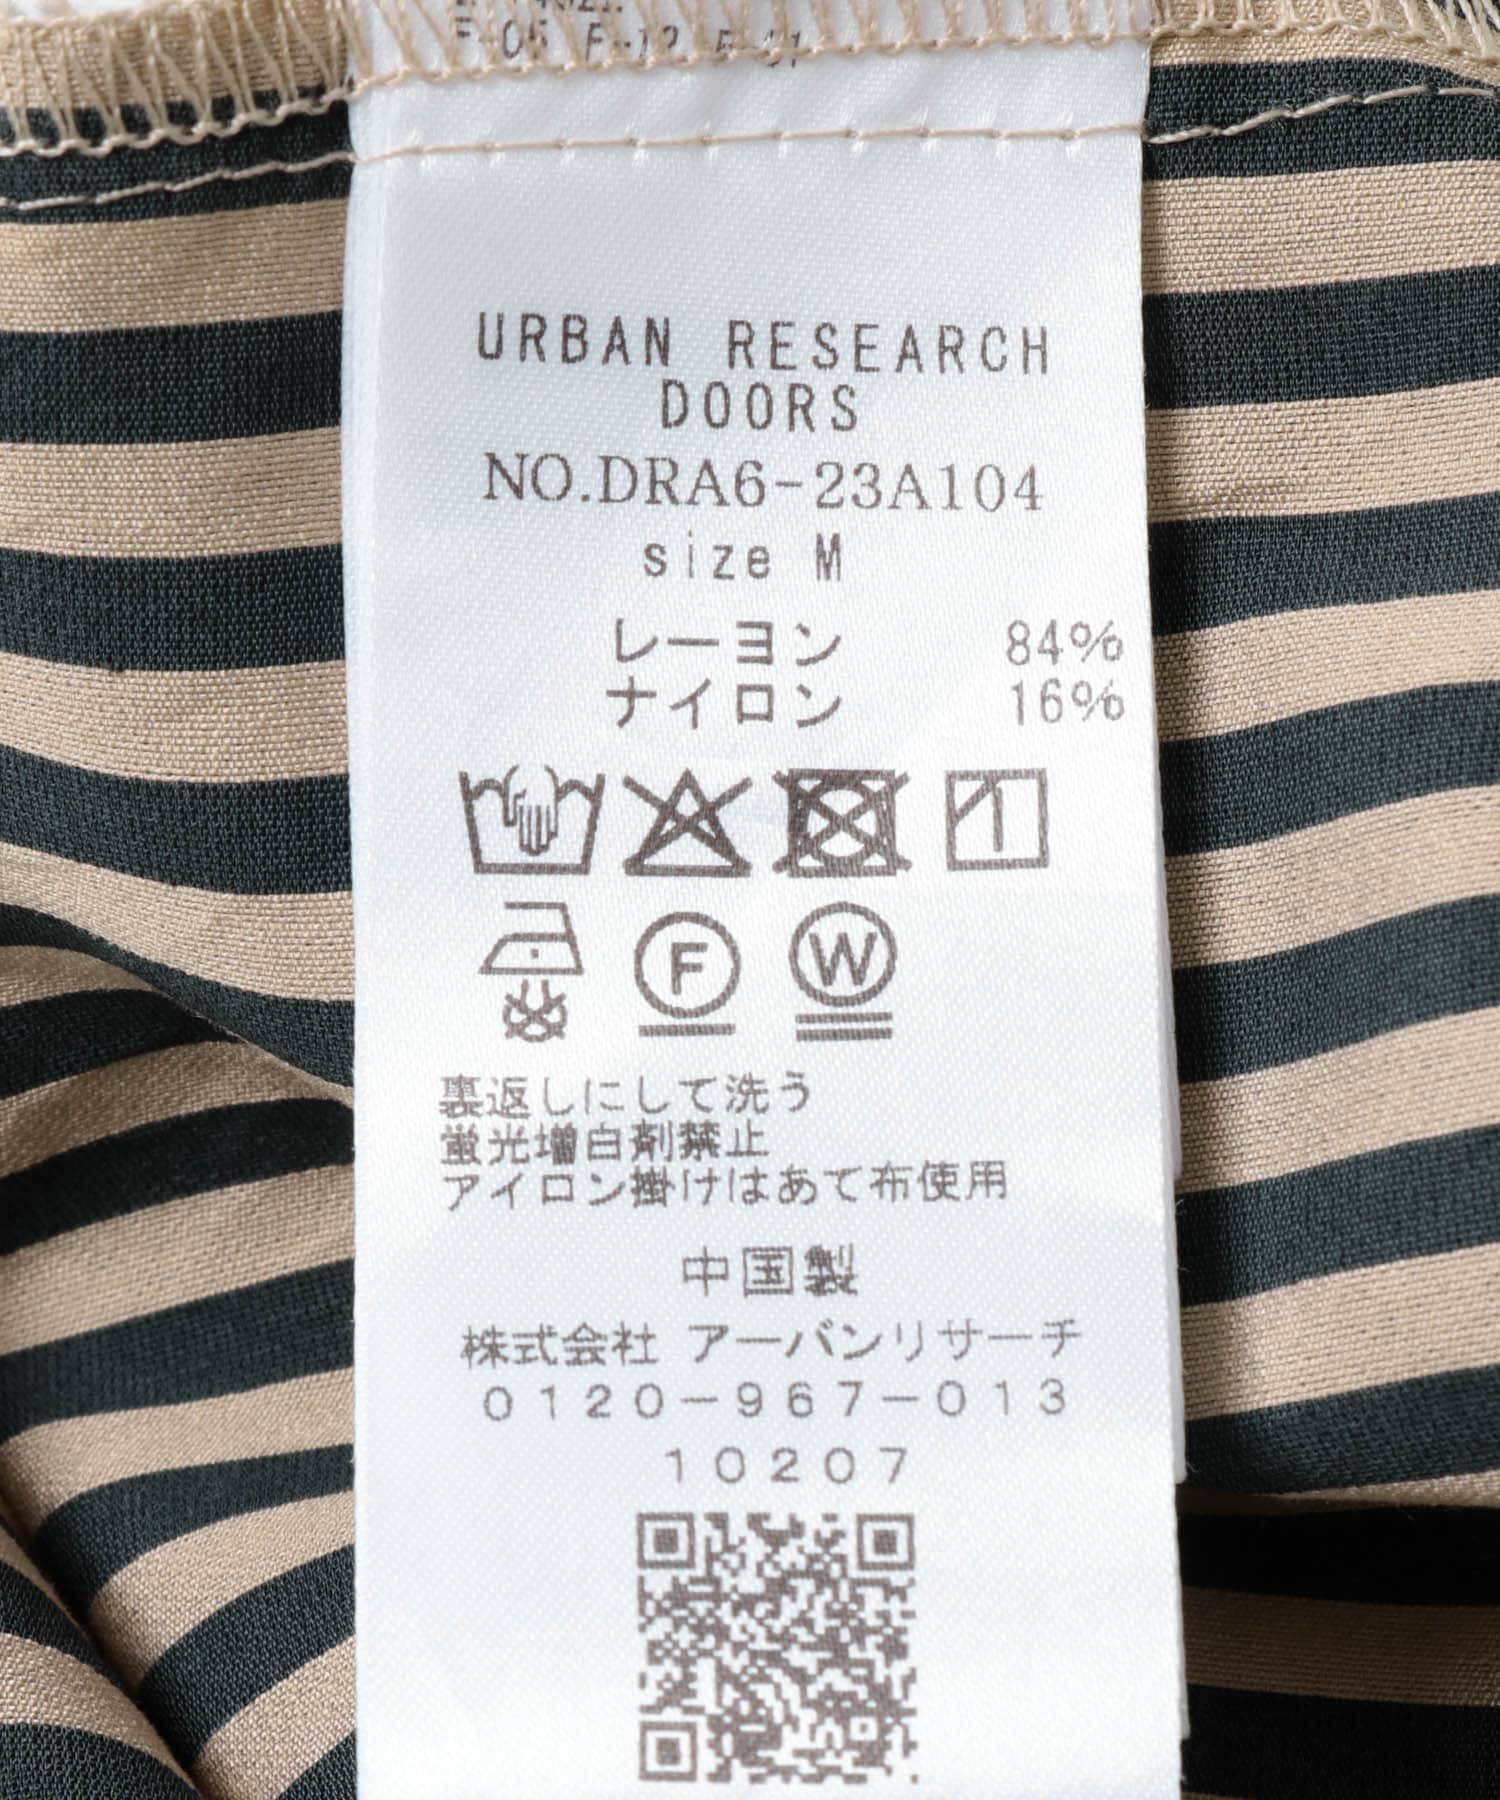 URBAN RESEARCH
DOORS
NO.DRA6-23A104
size M
レーヨン 84%
ナイロン 16%
F
W
裏返しにして洗う
蛍光増白剤禁止
アイロン掛けはあて布使用
中国製
株式会社 アーバンリサーチ
0120-967-013
10207